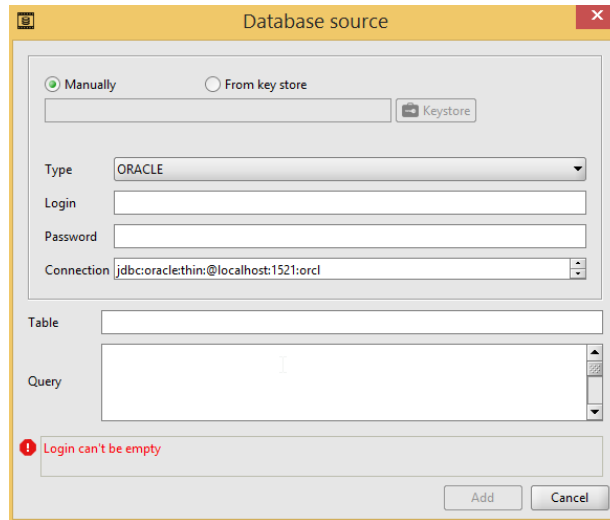 Database source
Manually From key store
Keystore
Type ORACLE
Login
Password
Connection jdbc:oracle:thin:@localhost:1521:orcl
Table
Query
Login can't be empty
Add Cancel